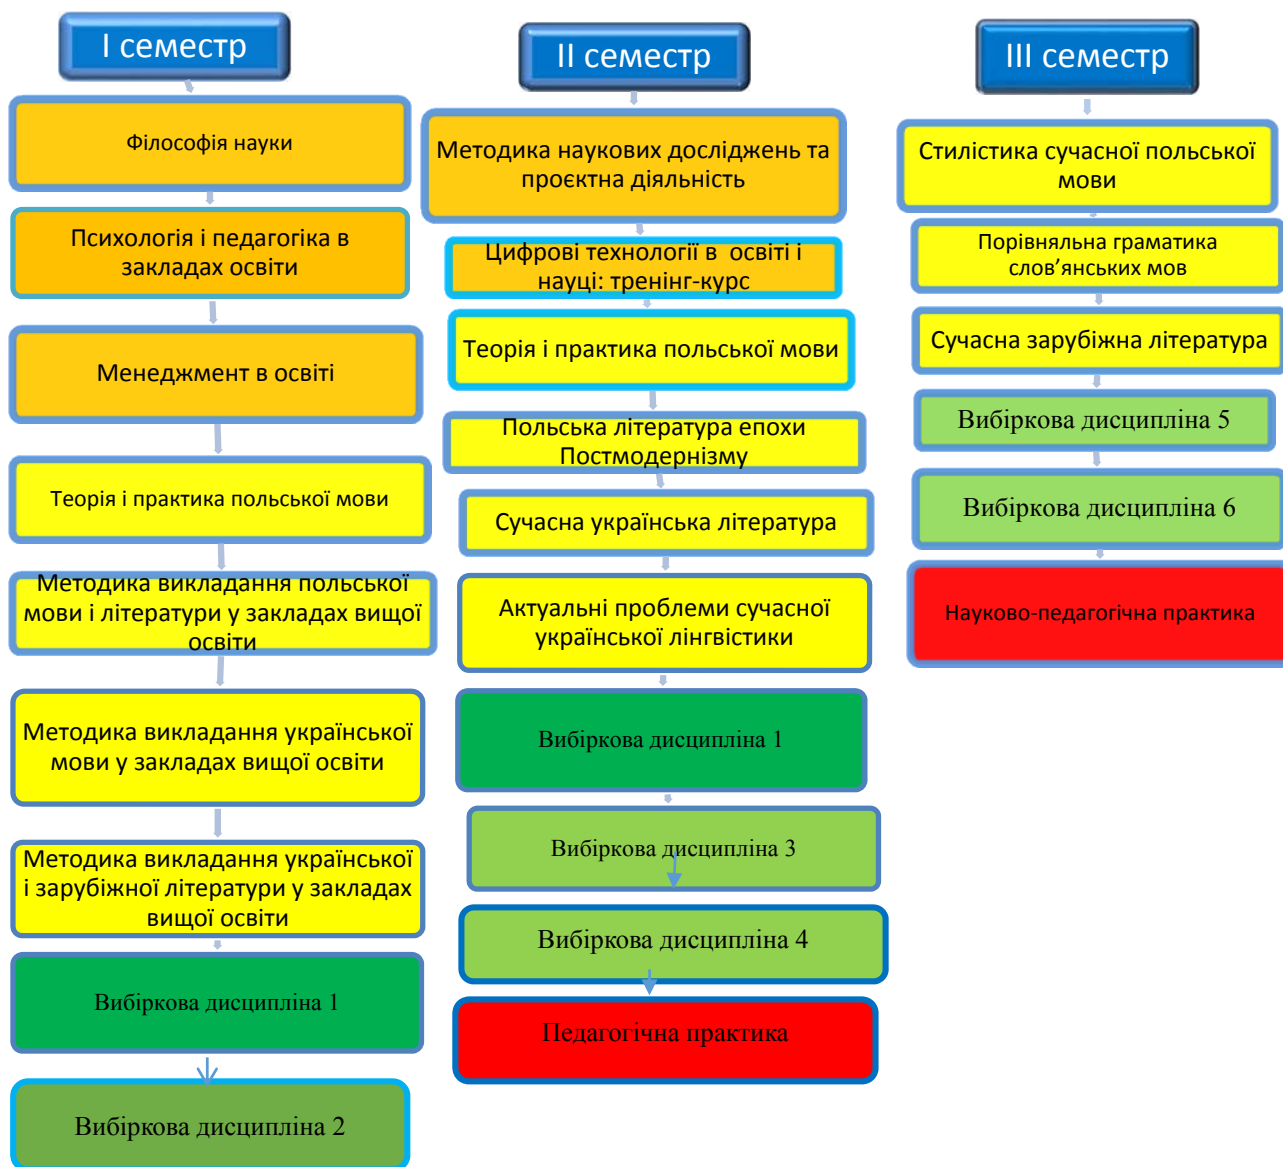 I семестр
Філософія науки
Психологія і педагогіка в
закладах освіти
Менеджмент в освіті
Теорія і практика польської мови
Методика викладання польської
мови і літератури у закладах вищої
освіти
Методика викладання української
мови у закладах вищої освіти
Методика викладання української
і зарубіжної літератури у закладах
вищої освіти
Вибіркова дисципліна 1
Вибіркова дисципліна 2
II семестр
Методика наукових досліджень та
проєктна діяльність
Цифрові технології в освіті і
науці: тренінг-курс
Теорія і практика польської мови
Польська література епохи
Постмодернізму
Сучасна українська література
Актуальні проблеми сучасної
української лінгвістики
Вибіркова дисципліна 1
Вибіркова дисципліна 3
Вибіркова дисципліна 4
Педагогічна практика
III семестр
Стилістика сучасної польської
мови
Порівняльна граматика
слов’янських мов
Сучасна зарубіжна література
Вибіркова дисципліна 5
Вибіркова дисципліна 6
Науково-педагогічна практика